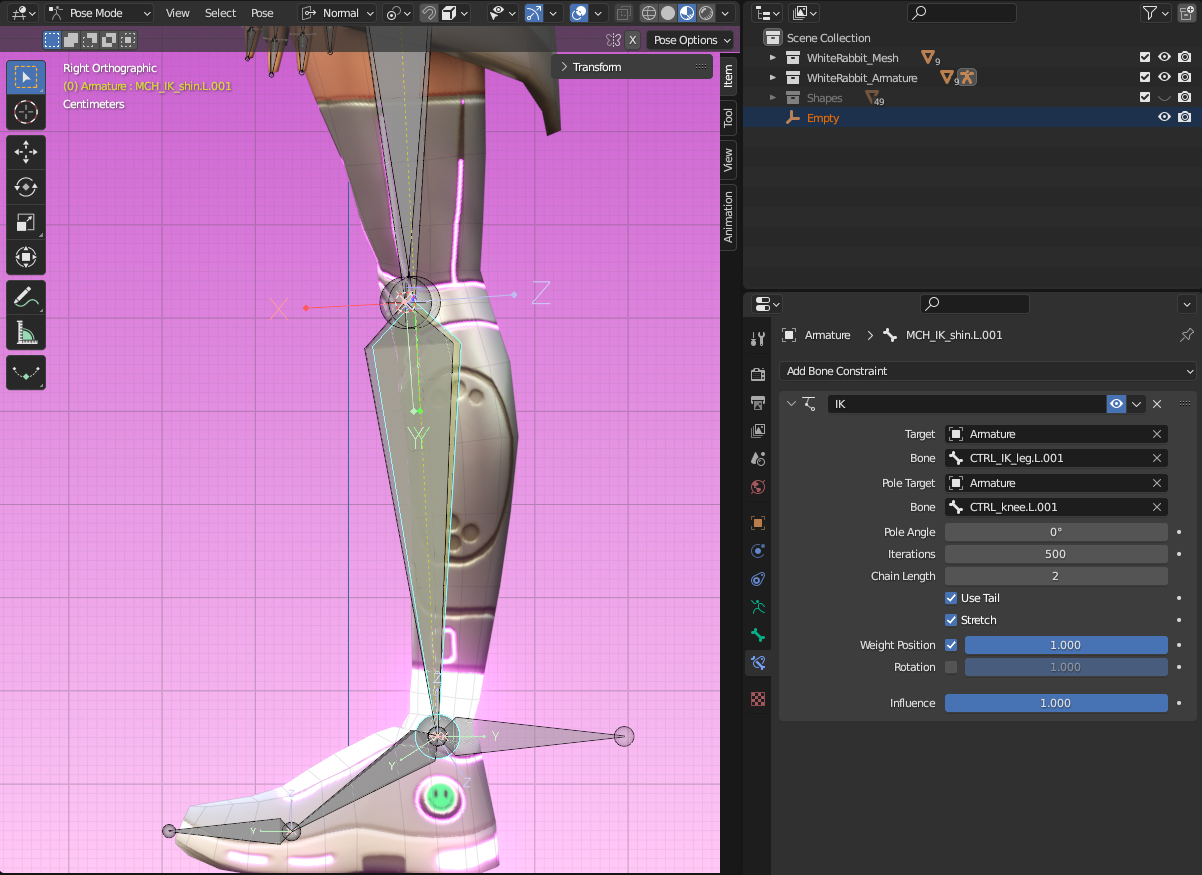 Pose Mode View Select Pose Normal
X Pose Options
Right Orthographic
(0) Armature : MCH_IK_shin.L.001
Centimeters
Transform
Item
Tool
View
Animation
X
Z
Y
Z
Y
Y
Z
Z
Y
Scene Collection
WhiteRabbit_Mesh 9
WhiteRabbit_Armature 9
Shapes 49
Empty
Armature MCH_IK_shin.L.001
Add Bone Constraint
IK
Target Armature
Bone CTRL_IK_leg.L.001
Pole Target Armature
Bone CTRL_knee.L.001
Pole Angle 0°
Iterations 500
Chain Length 2
Use Tail
Stretch
Weight Position 1.000
Rotation 1.000
Influence 1.000